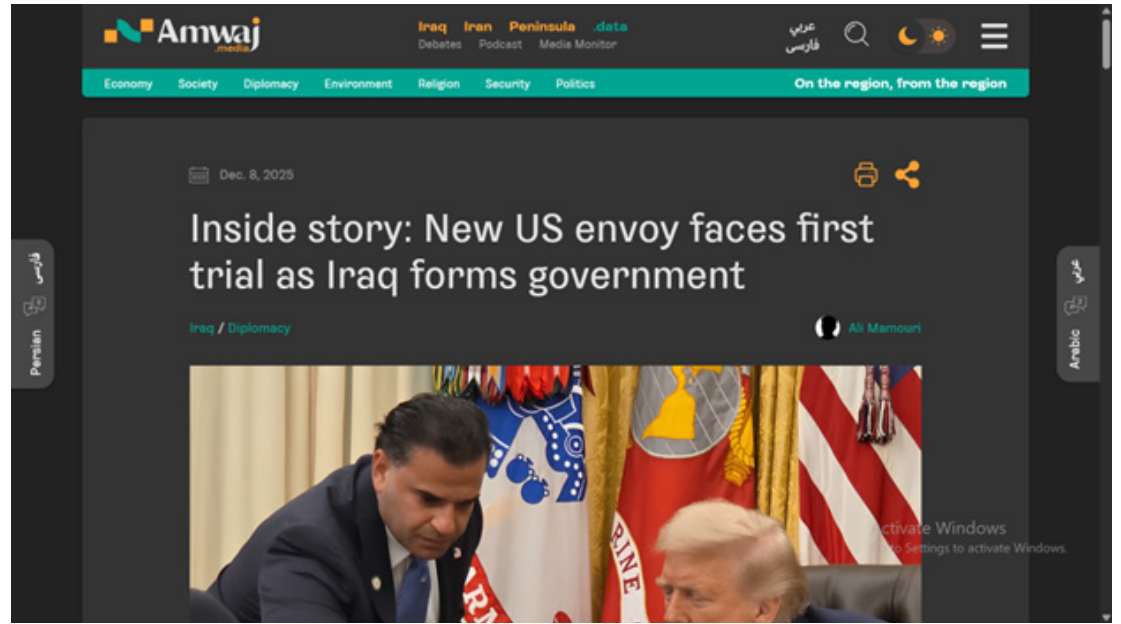 Amwaj
.media
Iraq Iran Peninsula .data
Debates Podcast Media Monitor
عربي
فارسی
Economy Society Diplomacy Environment Religion Security Politics
On the region, from the region
Dec. 8, 2025
Inside story: New US envoy faces first
trial as Iraq forms government
Iraq / Diplomacy
Ali Mamouri
فارسی
Persian
عربي
Arabic
ARM
RINE
Activate Windows
to Settings to activate Windows.